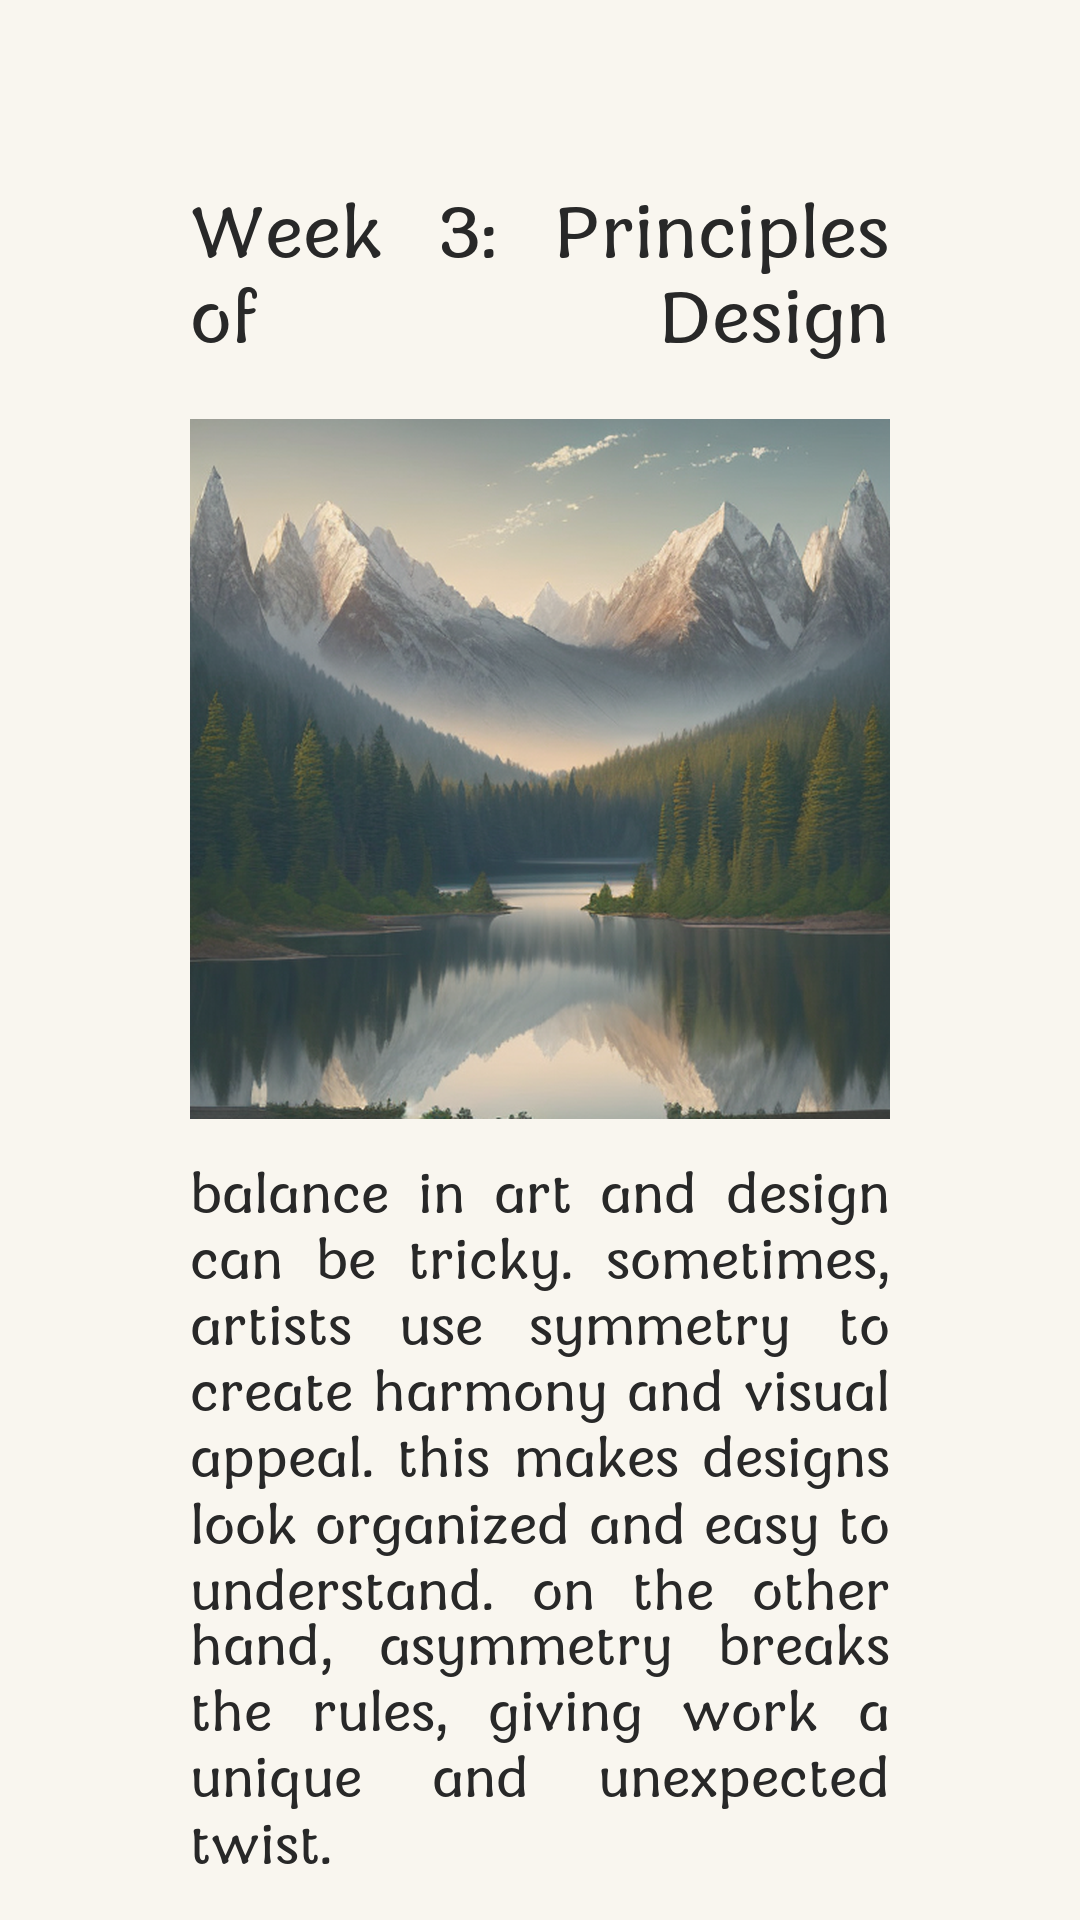 Week 3: Principles
of Design
balance in art and design
can be tricky. sometimes,
artists use symmetry to
create harmony and visual
appeal. this makes designs
look organized and easy to
understand. on the other
hand, asymmetry breaks
the rules, giving work a
unique and unexpected
twist.